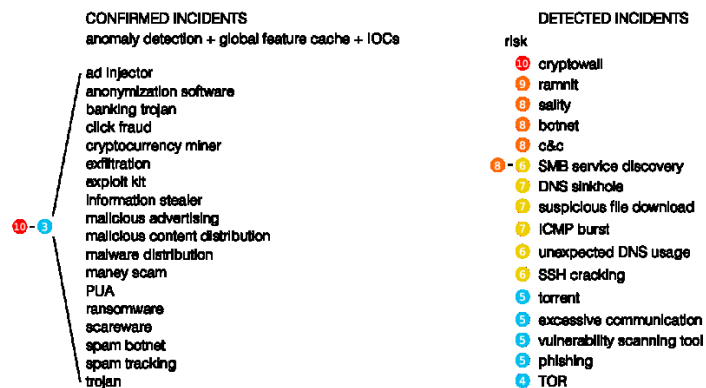 CONFIRMED INCIDENTS
anomaly detection + global feature cache + IOCs
10 - 3
ad injector
anonymization software
banking trojan
click fraud
cryptocurrency miner
exfiltration
exploit kit
information stealer
malicious advertising
malicious content distribution
malware distribution
maney scam
PUA
ransomware
scareware
spam botnet
spam tracking
trojan
DETECTED INCIDENTS
risk
10 cryptowall
9 ramnit
8 sality
8 botnet
8 c&c
8 - 6 SMB service discovery
7 DNS sinkhole
7 suspicious file download
7 ICMP burst
6 unexpected DNS usage
6 SSH cracking
5 torrent
5 excessive communication
5 vulnerability scanning tool
5 phishing
4 TOR